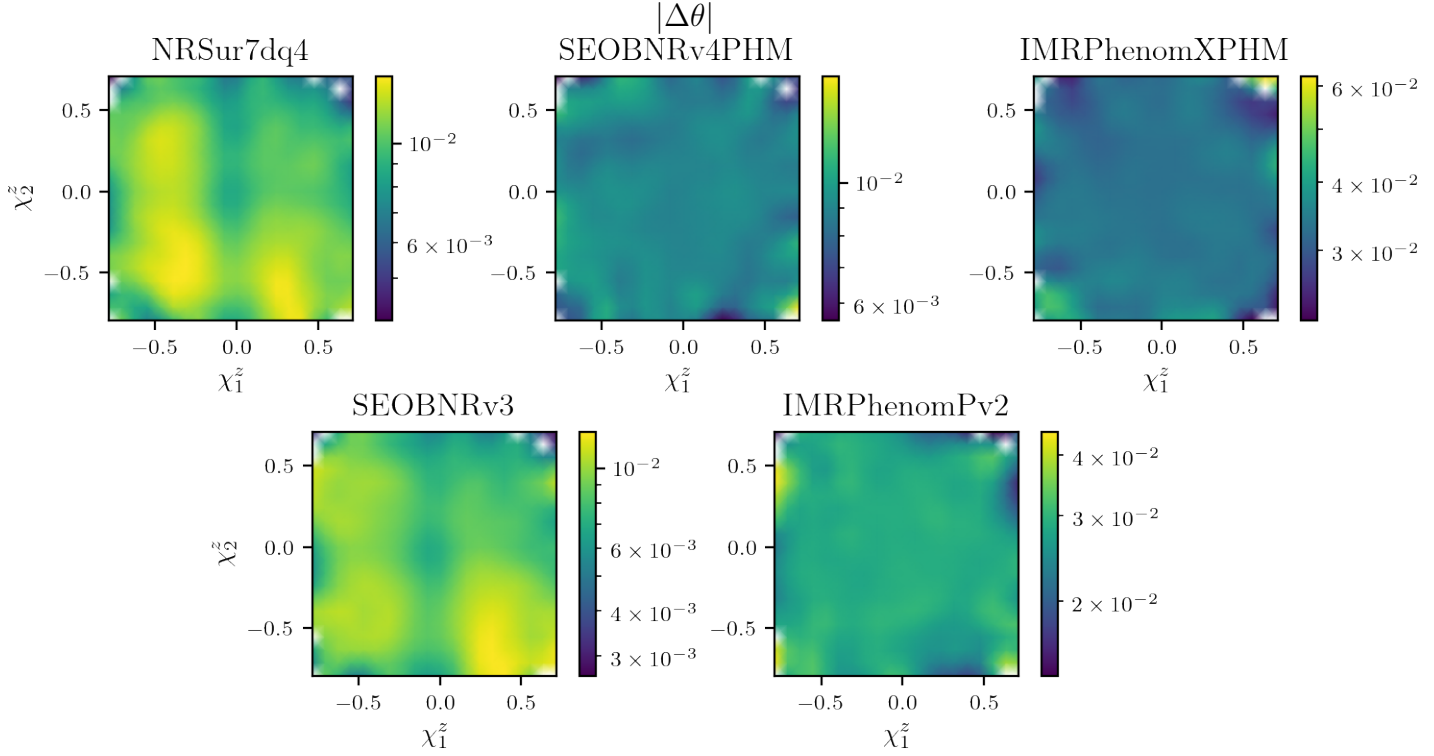 |Δθ|
NRSur7dq4
SEOBNRv4PHM
IMRPhenomXPHM
0.5
0.0
−0.5
χ₂ᶻ
−0.5 0.0 0.5
χ₁ᶻ
10⁻²
6 × 10⁻³
0.5
0.0
−0.5
−0.5 0.0 0.5
χ₁ᶻ
10⁻²
6 × 10⁻³
0.5
0.0
−0.5
−0.5 0.0 0.5
χ₁ᶻ
6 × 10⁻²
4 × 10⁻²
3 × 10⁻²
SEOBNRv3
IMRPhenomPv2
0.5
0.0
−0.5
χ₂ᶻ
−0.5 0.0 0.5
χ₁ᶻ
10⁻²
6 × 10⁻³
4 × 10⁻³
3 × 10⁻³
0.5
0.0
−0.5
−0.5 0.0 0.5
χ₁ᶻ
4 × 10⁻²
3 × 10⁻²
2 × 10⁻²